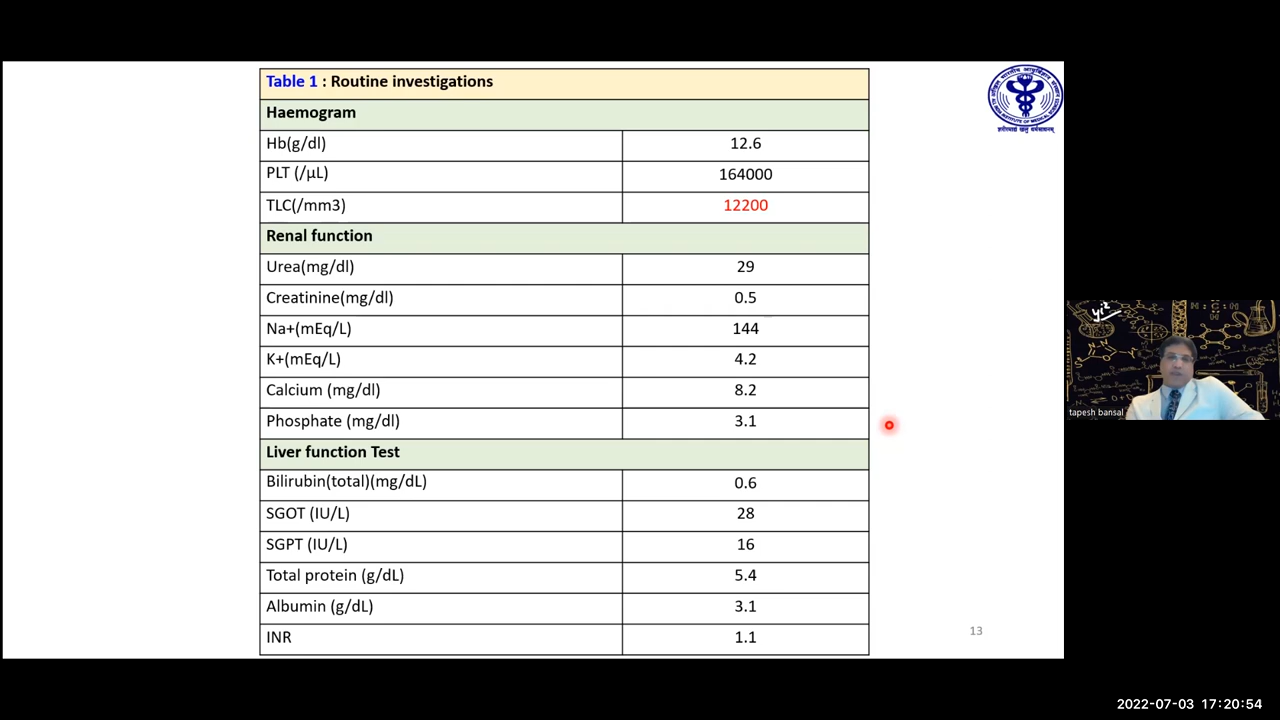 Table 1 : Routine investigations
Haemogram
Hb(g/dl) 12.6
PLT (/µL) 164000
TLC(/mm3) 12200
Renal function
Urea(mg/dl) 29
Creatinine(mg/dl) 0.5
Na+(mEq/L) 144
K+(mEq/L) 4.2
Calcium (mg/dl) 8.2
Phosphate (mg/dl) 3.1
Liver function Test
Bilirubin(total)(mg/dL) 0.6
SGOT (IU/L) 28
SGPT (IU/L) 16
Total protein (g/dL) 5.4
Albumin (g/dL) 3.1
INR 1.1
13
tapesh bansal
2022-07-03 17:20:54